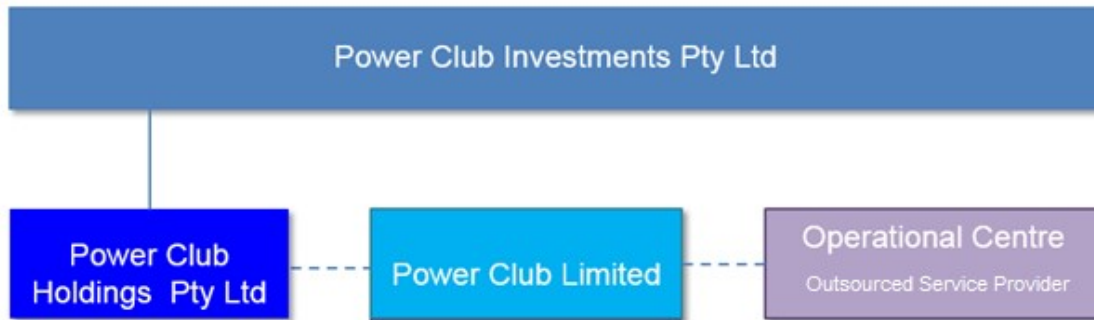 Power Club Investments Pty Ltd
Power Club
Holdings Pty Ltd
Power Club Limited
Operational Centre
Outsourced Service Provider